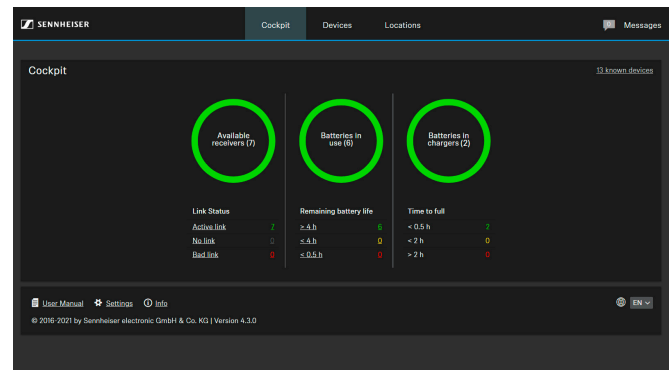 SENNHEISER
Cockpit
Devices
Locations
0
Messages
Cockpit
13 known devices
Available
receivers (7)
Batteries in
use (6)
Batteries in
chargers (2)
Link Status
Active link 7
No link 0
Bad link 0
Remaining battery life
> 4 h 6
≤ 4 h 0
≤ 0.5 h 0
Time to full
< 0.5 h 7
< 2 h 0
> 2 h 0
User Manual
Settings
Info
EN
© 2016-2021 by Sennheiser electronic GmbH & Co. KG | Version 4.3.0